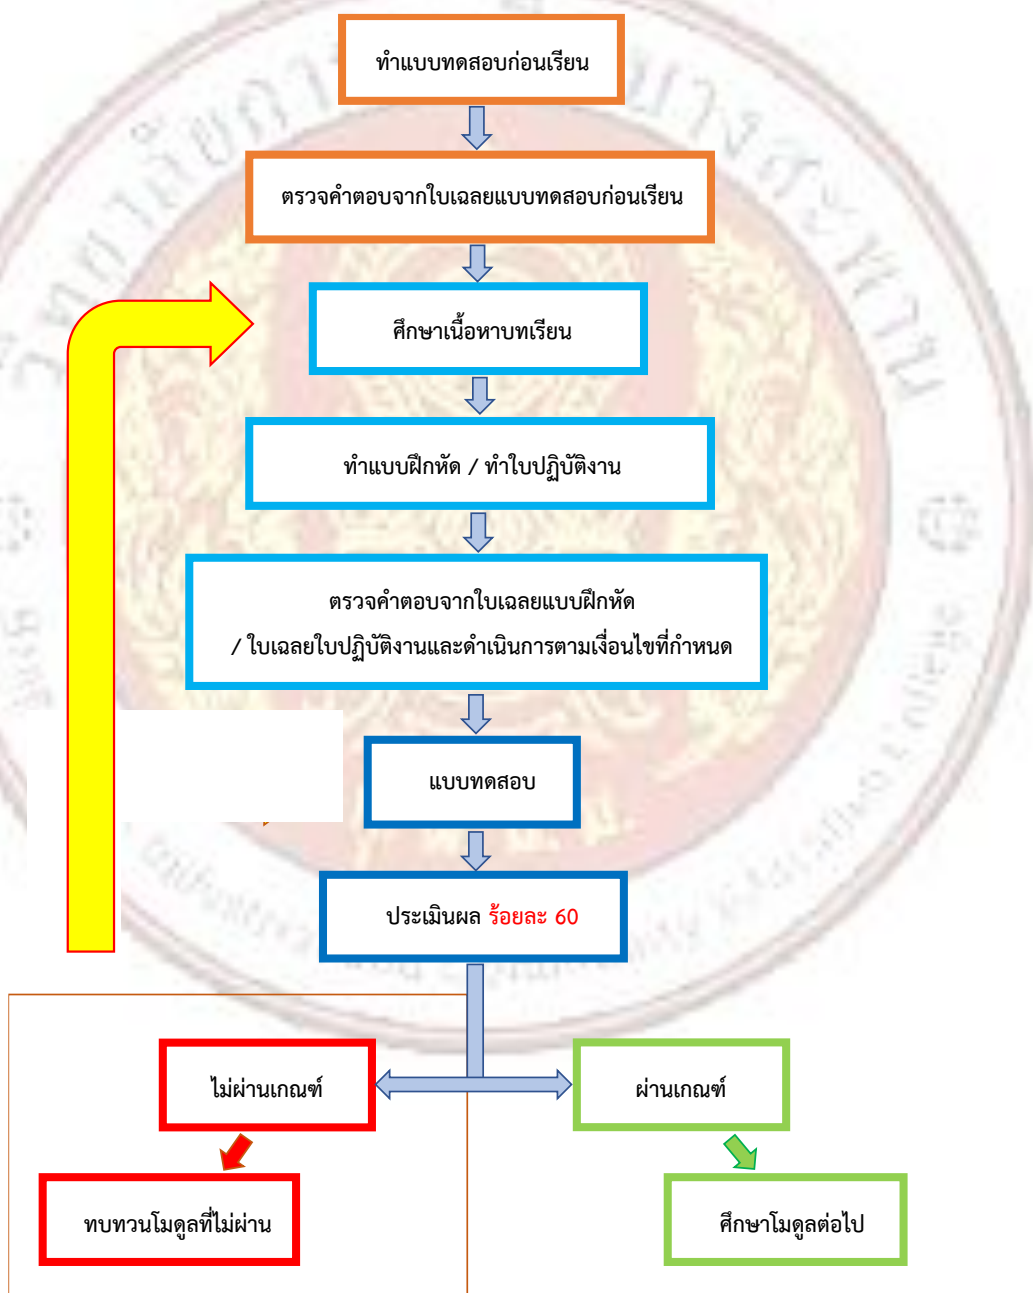 ทำแบบทดสอบก่อนเรียน
ตรวจคำตอบจากใบเฉลยแบบทดสอบก่อนเรียน
ศึกษาเนื้อหาบทเรียน
ทำแบบฝึกหัด / ทำใบปฏิบัติงาน
ตรวจคำตอบจากใบเฉลยแบบฝึกหัด
/ ใบเฉลยใบปฏิบัติงานและดำเนินการตามเงื่อนไขที่กำหนด
แบบทดสอบ
ประเมินผล ร้อยละ 60
ไม่ผ่านเกณฑ์
ผ่านเกณฑ์
ทบทวนโมดูลที่ไม่ผ่าน
ศึกษาโมดูลต่อไป